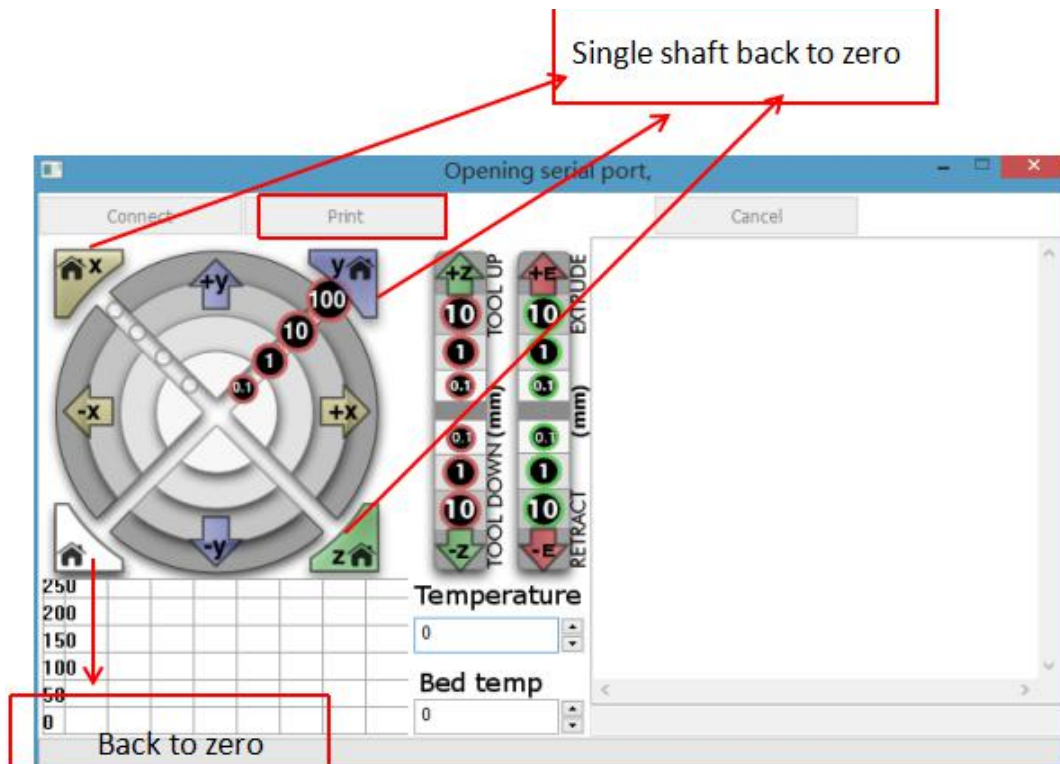 Single shaft back to zero
Opening serial port,
Connect
Print
Cancel
x
y
+y
100
10
1
0.1
-x
+x
-y
z
+Z
10
1
0.1
0.1
1
10
-Z
TOOL UP
(mm)
TOOL DOWN
+E
10
1
0.1
0.1
1
10
-E
EXTRUDE
(mm)
RETRACT
250
200
150
100
50
0
Temperature
0
Bed temp
0
Back to zero